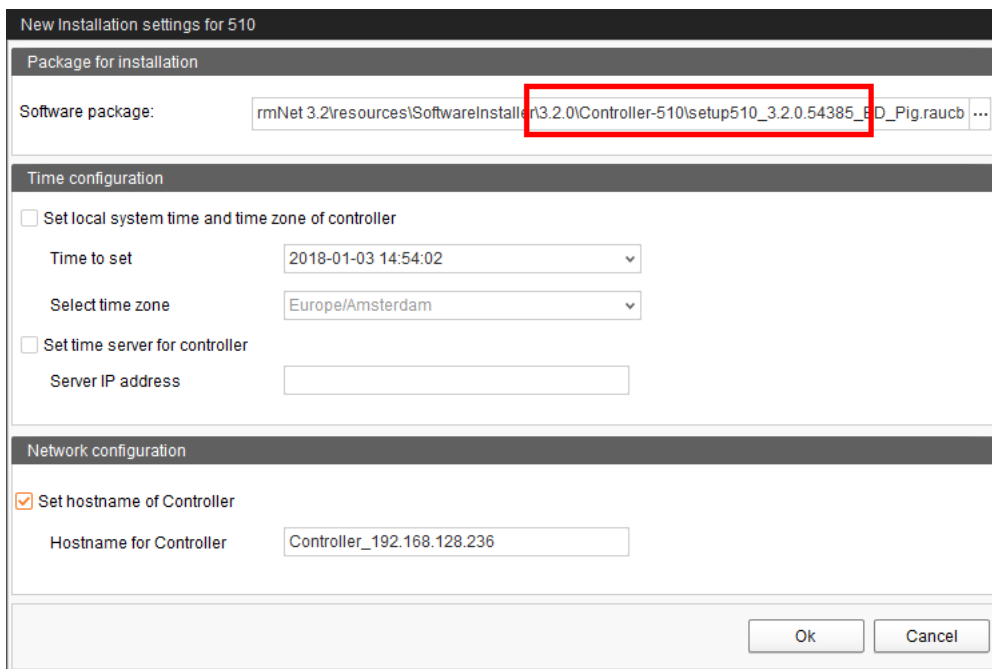 New Installation settings for 510
Package for installation
Software package: rmNet 3.2\resources\SoftwareInstaller\3.2.0\Controller-510\setup510_3.2.0.54385_BD_Pig.raucb ...
Time configuration
Set local system time and time zone of controller
Time to set 2018-01-03 14:54:02
Select time zone Europe/Amsterdam
Set time server for controller
Server IP address
Network configuration
Set hostname of Controller
Hostname for Controller Controller_192.168.128.236
Ok Cancel